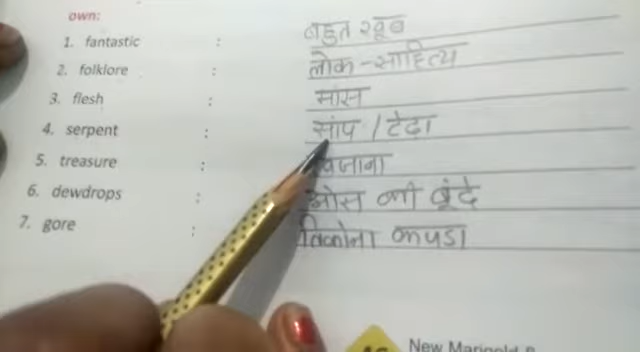 own:
1. fantastic : बहुत खूब
2. folklore : लोक-साहित्य
3. flesh : मांस
4. serpent : सांप / टेढ़ा
5. treasure : खजाना
6. dewdrops : ओस की बूंदे
7. gore : तिकोना कपडा
New Marigold